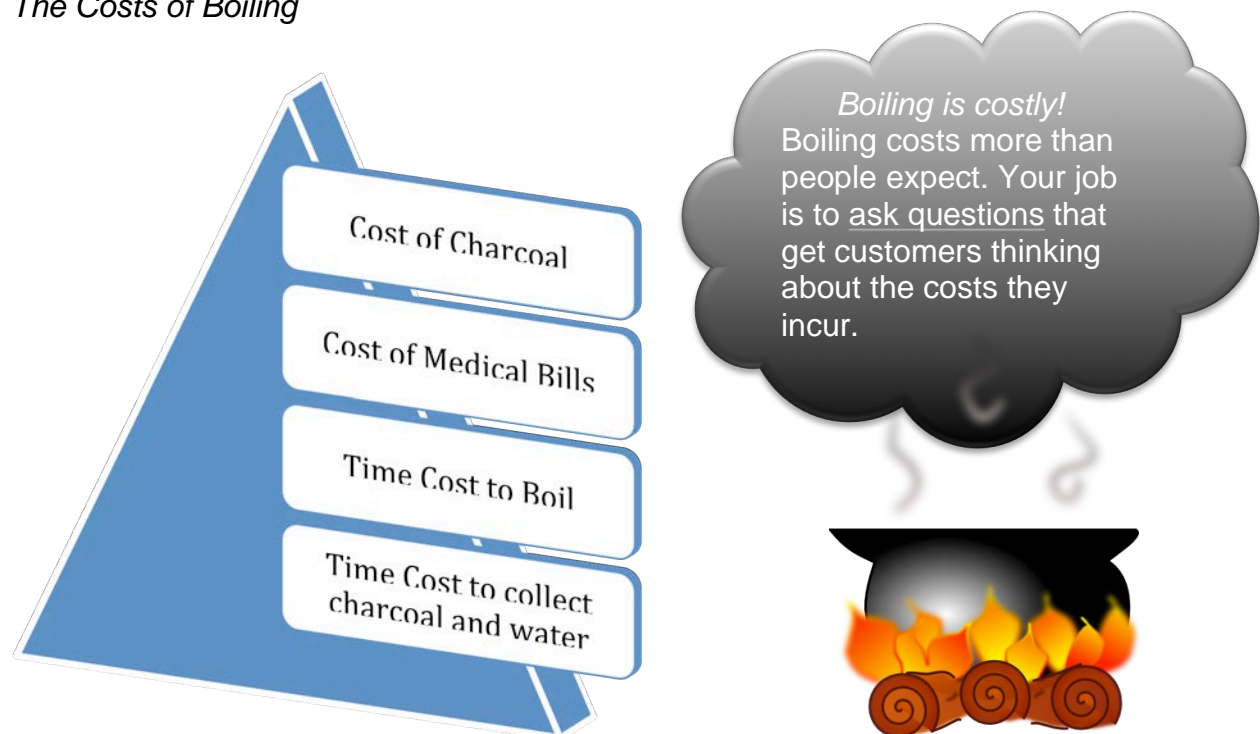 The Costs of Boiling
Cost of Charcoal
Cost of Medical Bills
Time Cost to Boil
Time Cost to collect
charcoal and water
Boiling is costly!
Boiling costs more than
people expect. Your job
is to ask questions that
get customers thinking
about the costs they
incur.